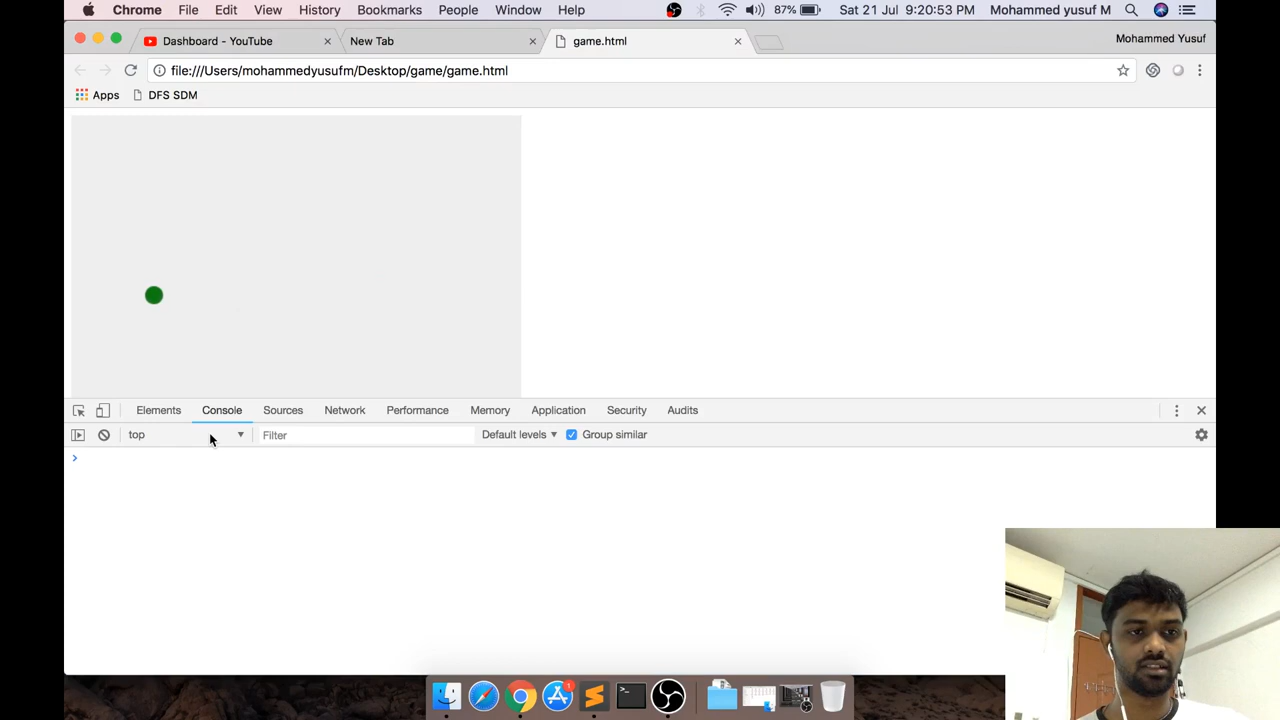 Chrome File Edit View History Bookmarks People Window Help 87% Sat 21 Jul 9:20:53 PM Mohammed yusuf M
Dashboard - YouTube New Tab game.html Mohammed Yusuf
file:///Users/mohammedyusufm/Desktop/game/game.html
Apps DFS SDM
Elements Console Sources Network Performance Memory Application Security Audits
top Filter Default levels Group similar
1